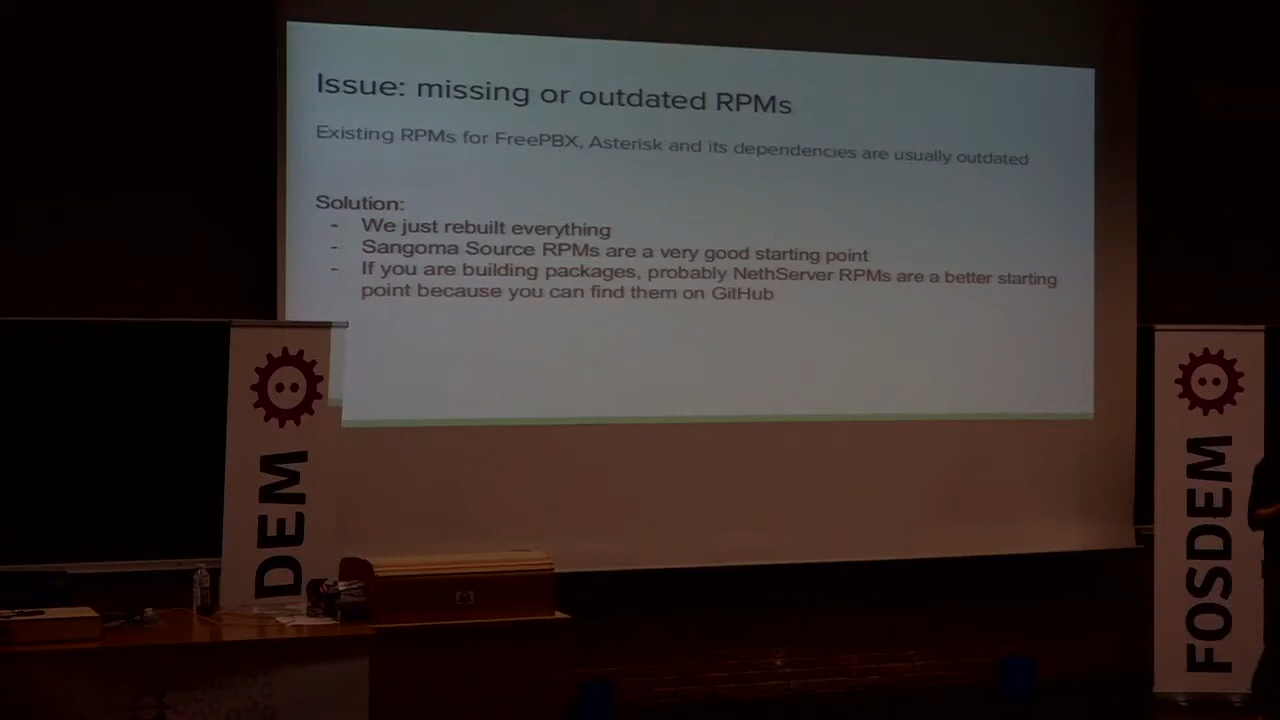 Issue: missing or outdated RPMs
Existing RPMs for FreePBX, Asterisk and its dependencies are usually outdated
Solution:
- We just rebuilt everything
- Sangoma Source RPMs are a very good starting point
- If you are building packages, probably NethServer RPMs are a better starting
point because you can find them on GitHub
DEM
FOSDEM